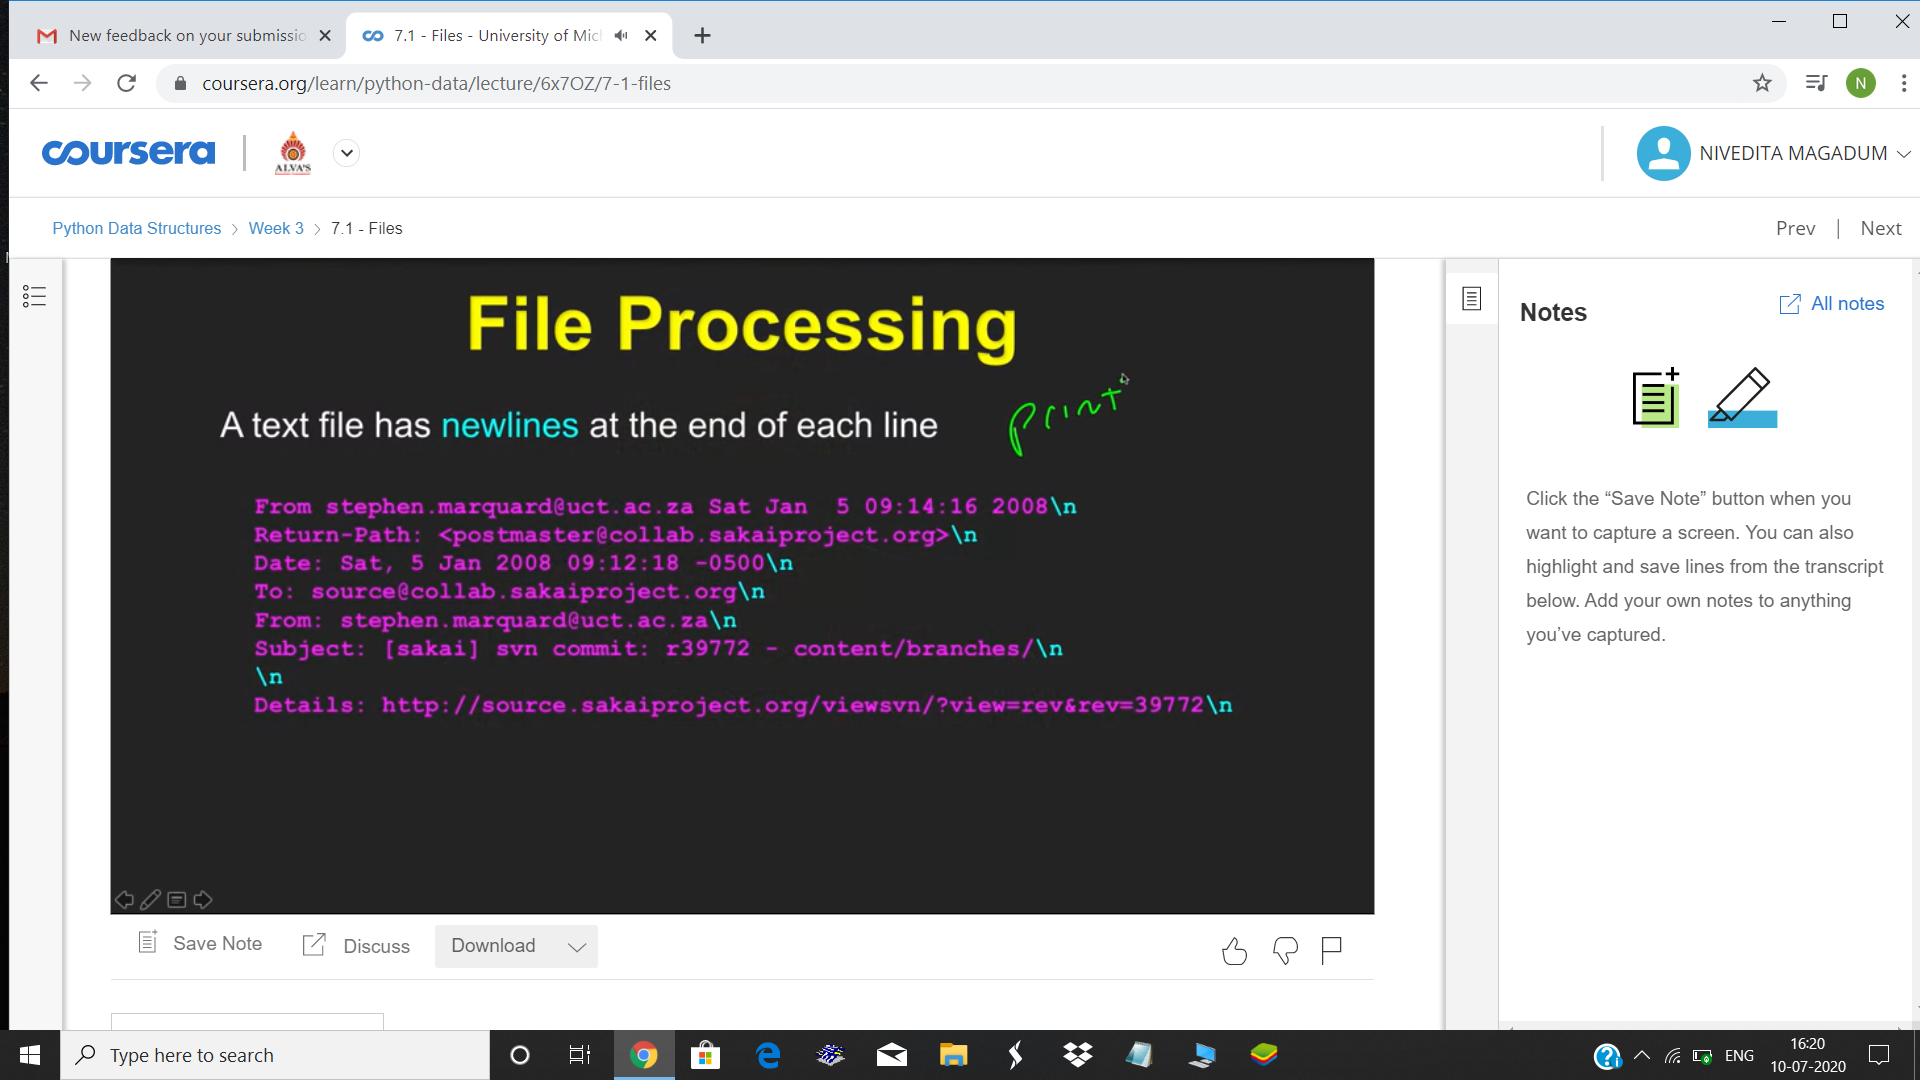 New feedback on your submissio
7.1 - Files - University of Mic
coursera.org/learn/python-data/lecture/6x7OZ/7-1-files
N
coursera
ALVA'S
NIVEDITA MAGADUM
Python Data Structures > Week 3 > 7.1 - Files
Prev | Next
File Processing
A text file has newlines at the end of each line
print
From stephen.marquard@uct.ac.za Sat Jan  5 09:14:16 2008\n
Return-Path: <postmaster@collab.sakaiproject.org>\n
Date: Sat, 5 Jan 2008 09:12:18 -0500\n
To: source@collab.sakaiproject.org\n
From: stephen.marquard@uct.ac.za\n
Subject: [sakai] svn commit: r39772 - content/branches/\n
\n
Details: http://source.sakaiproject.org/viewsvn/?view=rev&rev=39772\n
Notes
All notes
Click the “Save Note” button when you
want to capture a screen. You can also
highlight and save lines from the transcript
below. Add your own notes to anything
you’ve captured.
Save Note
Discuss
Download
Type here to search
ENG
16:20
10-07-2020